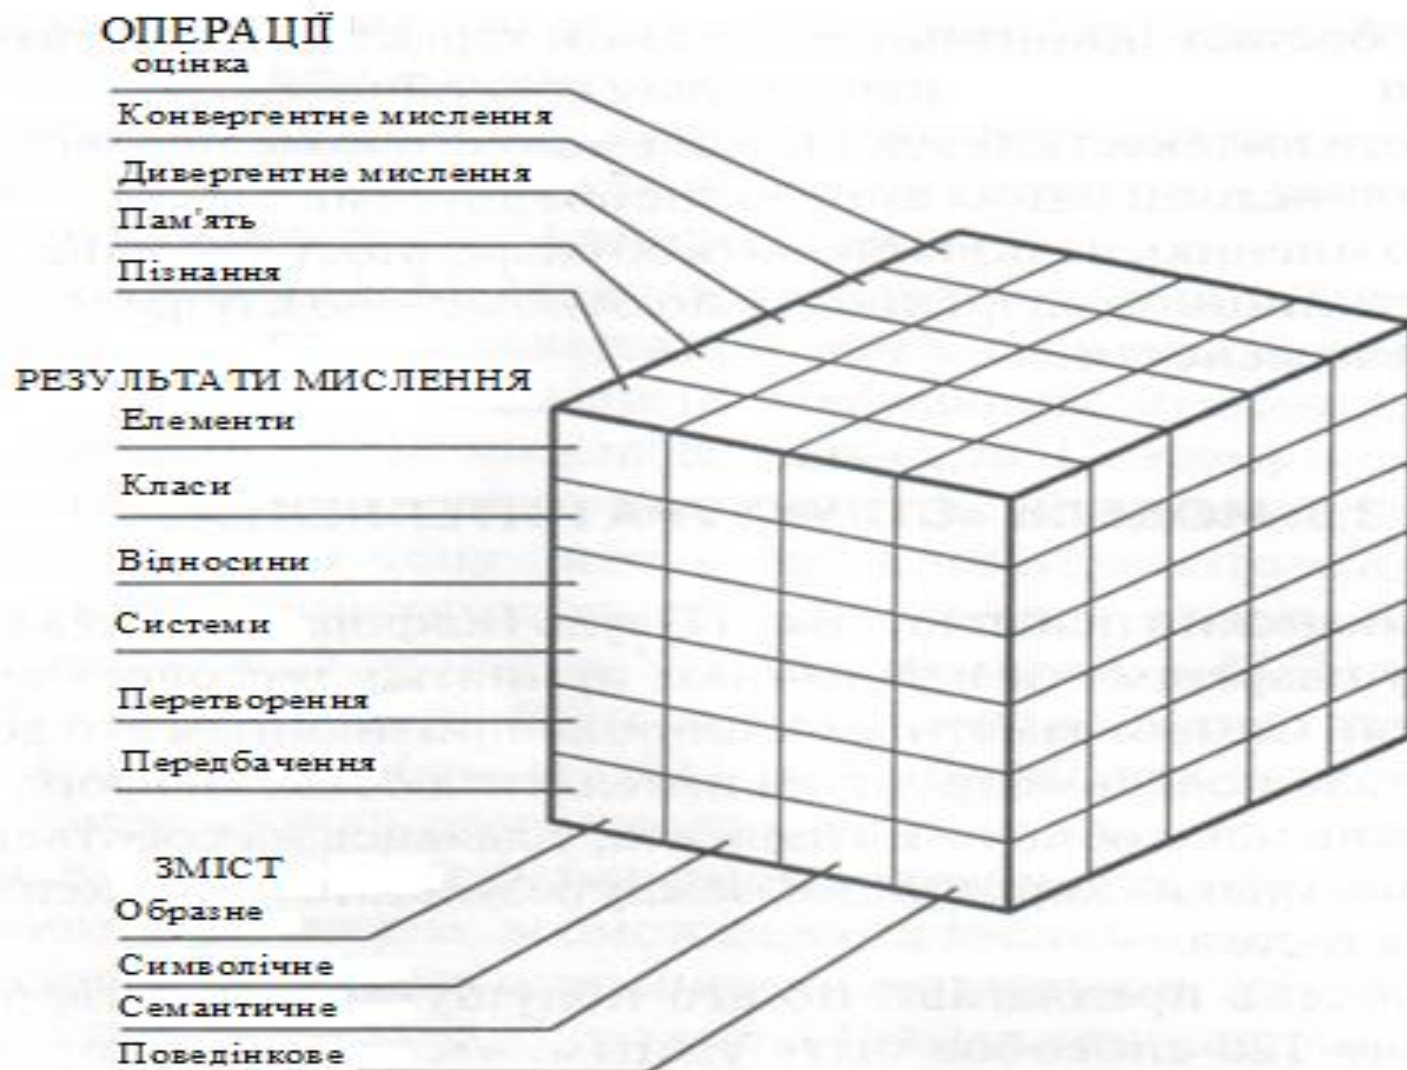 ОПЕРАЦІЇ
оцінка
Конвергентне мислення
Дивергентне мислення
Пам'ять
Пізнання
РЕЗУЛЬТАТИ МИСЛЕННЯ
Елементи
Класи
Відносини
Системи
Перетворення
Передбачення
ЗМІСТ
Образне
Символічне
Семантичне
Поведінкове